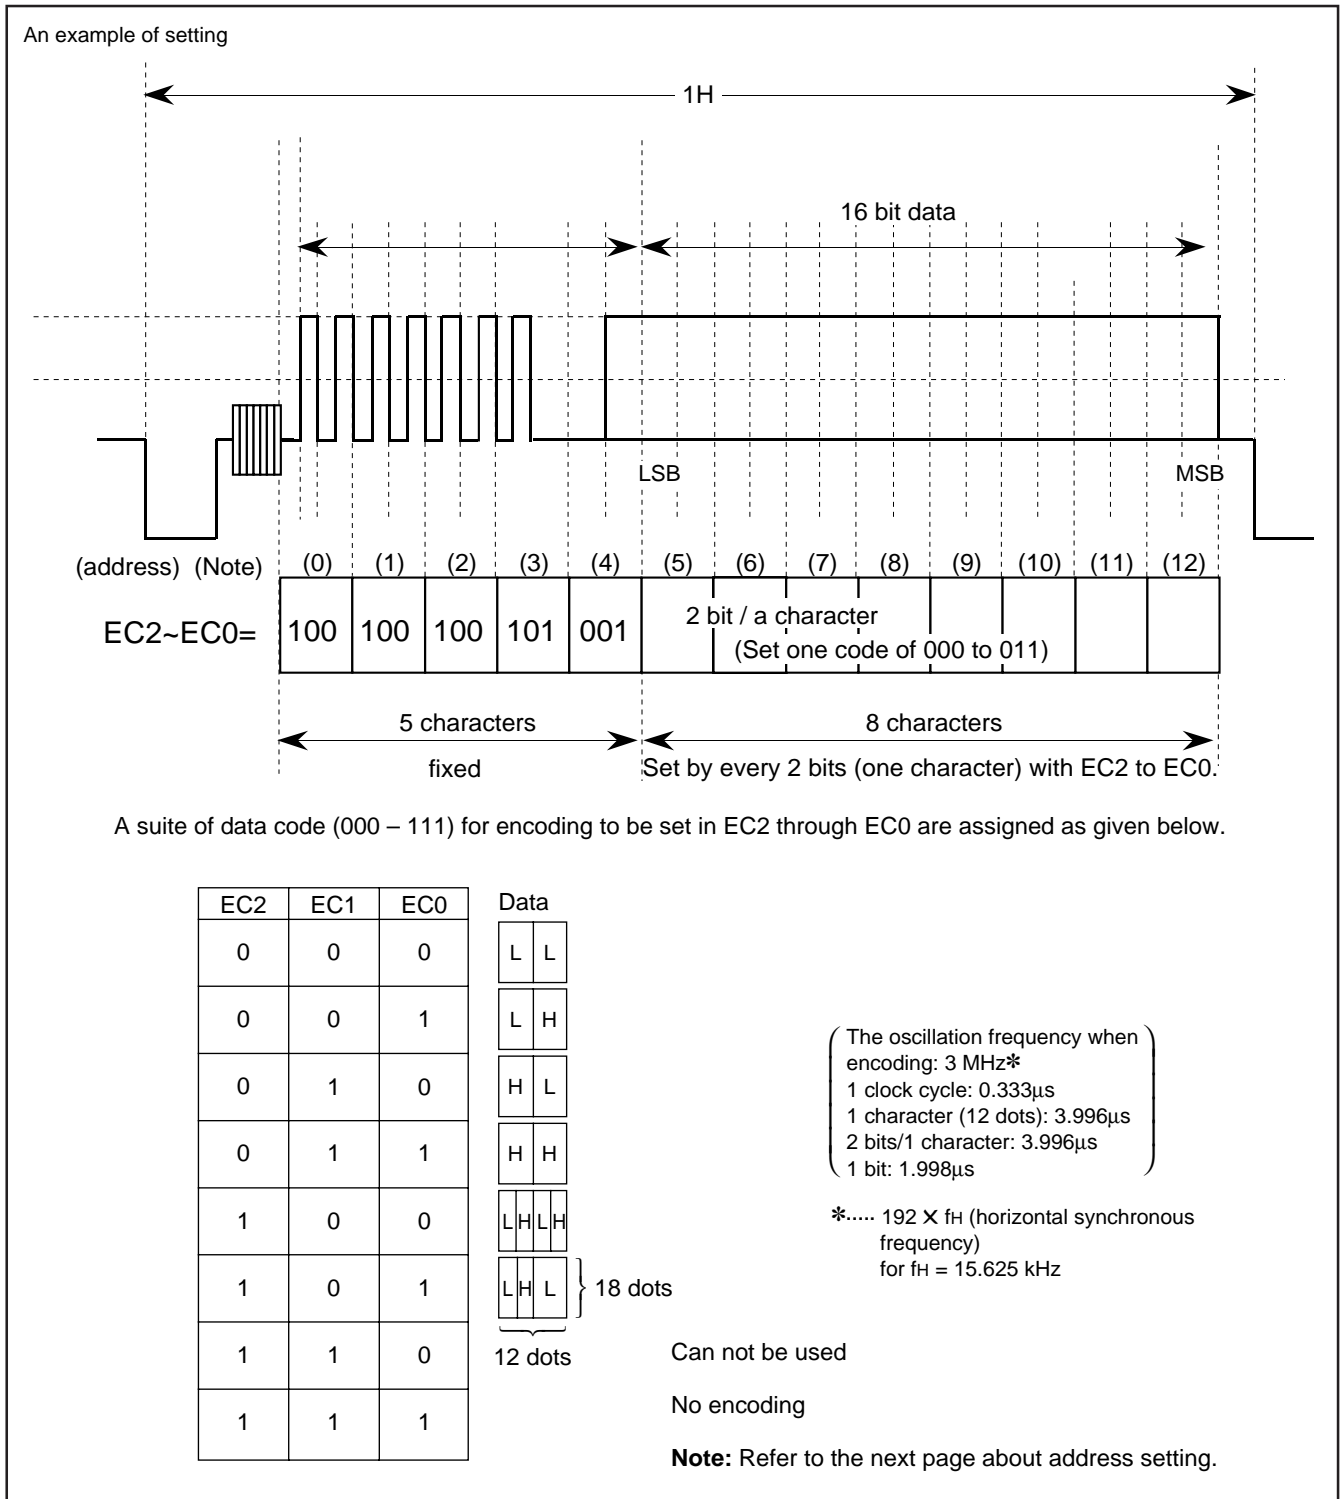 An example of setting
1H
16 bit data
LSB MSB
(address) (Note) (0) (1) (2) (3) (4) (5) (6) (7) (8) (9) (10) (11) (12)
EC2~EC0= 100 100 100 101 001 2 bit / a character
(Set one code of 000 to 011)
5 characters 8 characters
fixed Set by every 2 bits (one character) with EC2 to EC0.
A suite of data code (000 – 111) for encoding to be set in EC2 through EC0 are assigned as given below.
EC2 EC1 EC0 Data
0 0 0 L L
0 0 1 L H
0 1 0 H L
0 1 1 H H
1 0 0 L H L H
1 0 1 L H L 18 dots
1 1 0 12 dots Can not be used
1 1 1 No encoding
The oscillation frequency when
encoding: 3 MHz✻
1 clock cycle: 0.333μs
1 character (12 dots): 3.996μs
2 bits/1 character: 3.996μs
1 bit: 1.998μs
✻····· 192 ✕ fH (horizontal synchronous
frequency)
for fH = 15.625 kHz
Note: Refer to the next page about address setting.